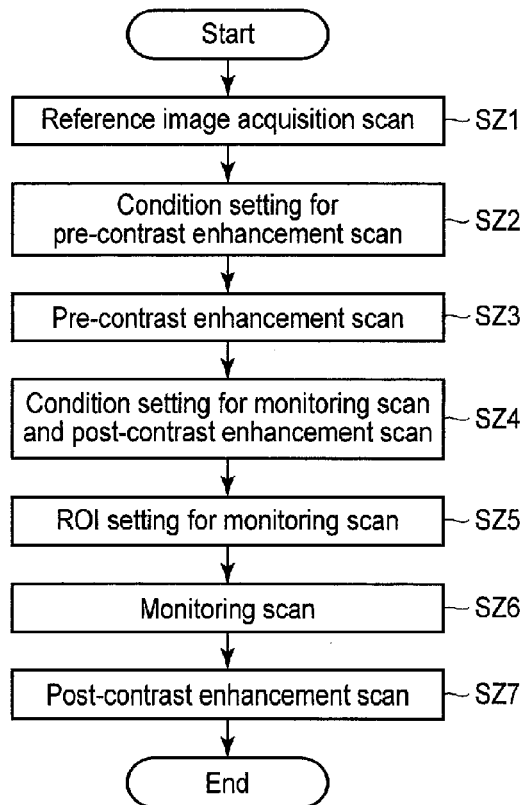 Start
Reference image acquisition scan SZ1
Condition setting for
pre-contrast enhancement scan SZ2
Pre-contrast enhancement scan SZ3
Condition setting for monitoring scan
and post-contrast enhancement scan SZ4
ROI setting for monitoring scan SZ5
Monitoring scan SZ6
Post-contrast enhancement scan SZ7
End